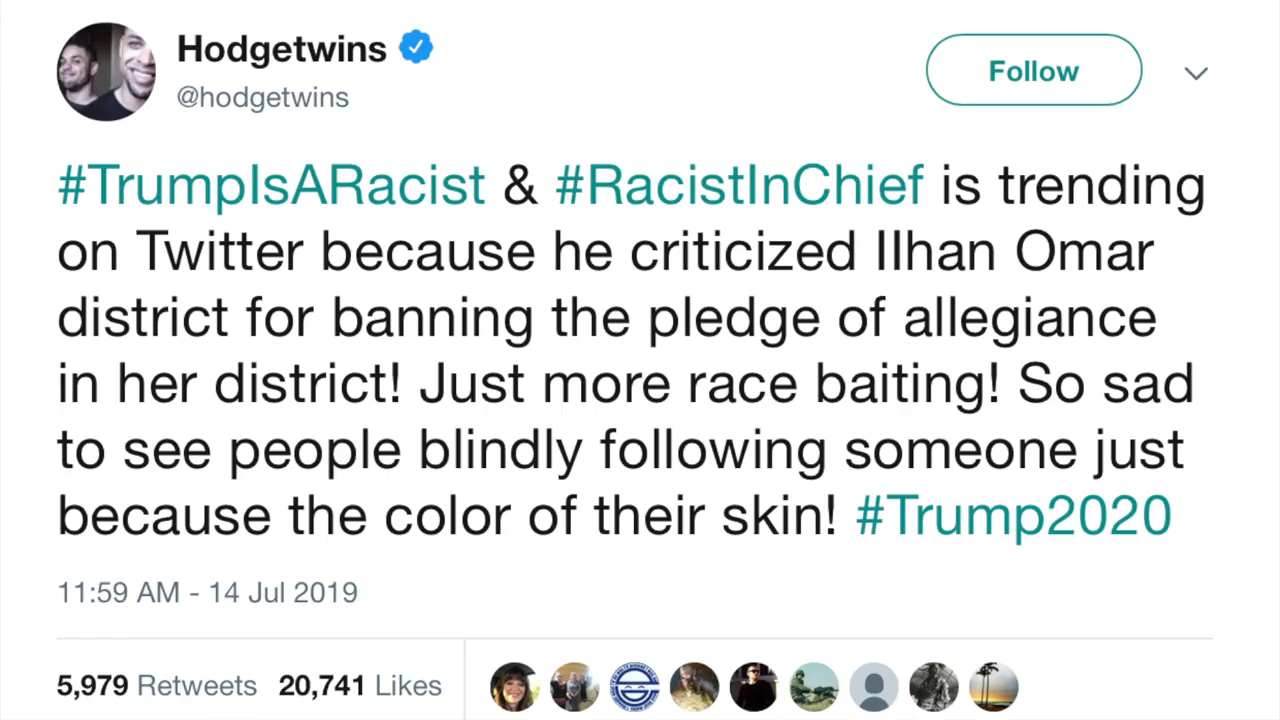 Hodgetwins
@hodgetwins
Follow
#TrumpIsARacist & #RacistInChief is trending
on Twitter because he criticized Ilhan Omar
district for banning the pledge of allegiance
in her district! Just more race baiting! So sad
to see people blindly following someone just
because the color of their skin! #Trump2020
11:59 AM - 14 Jul 2019
5,979 Retweets 20,741 Likes